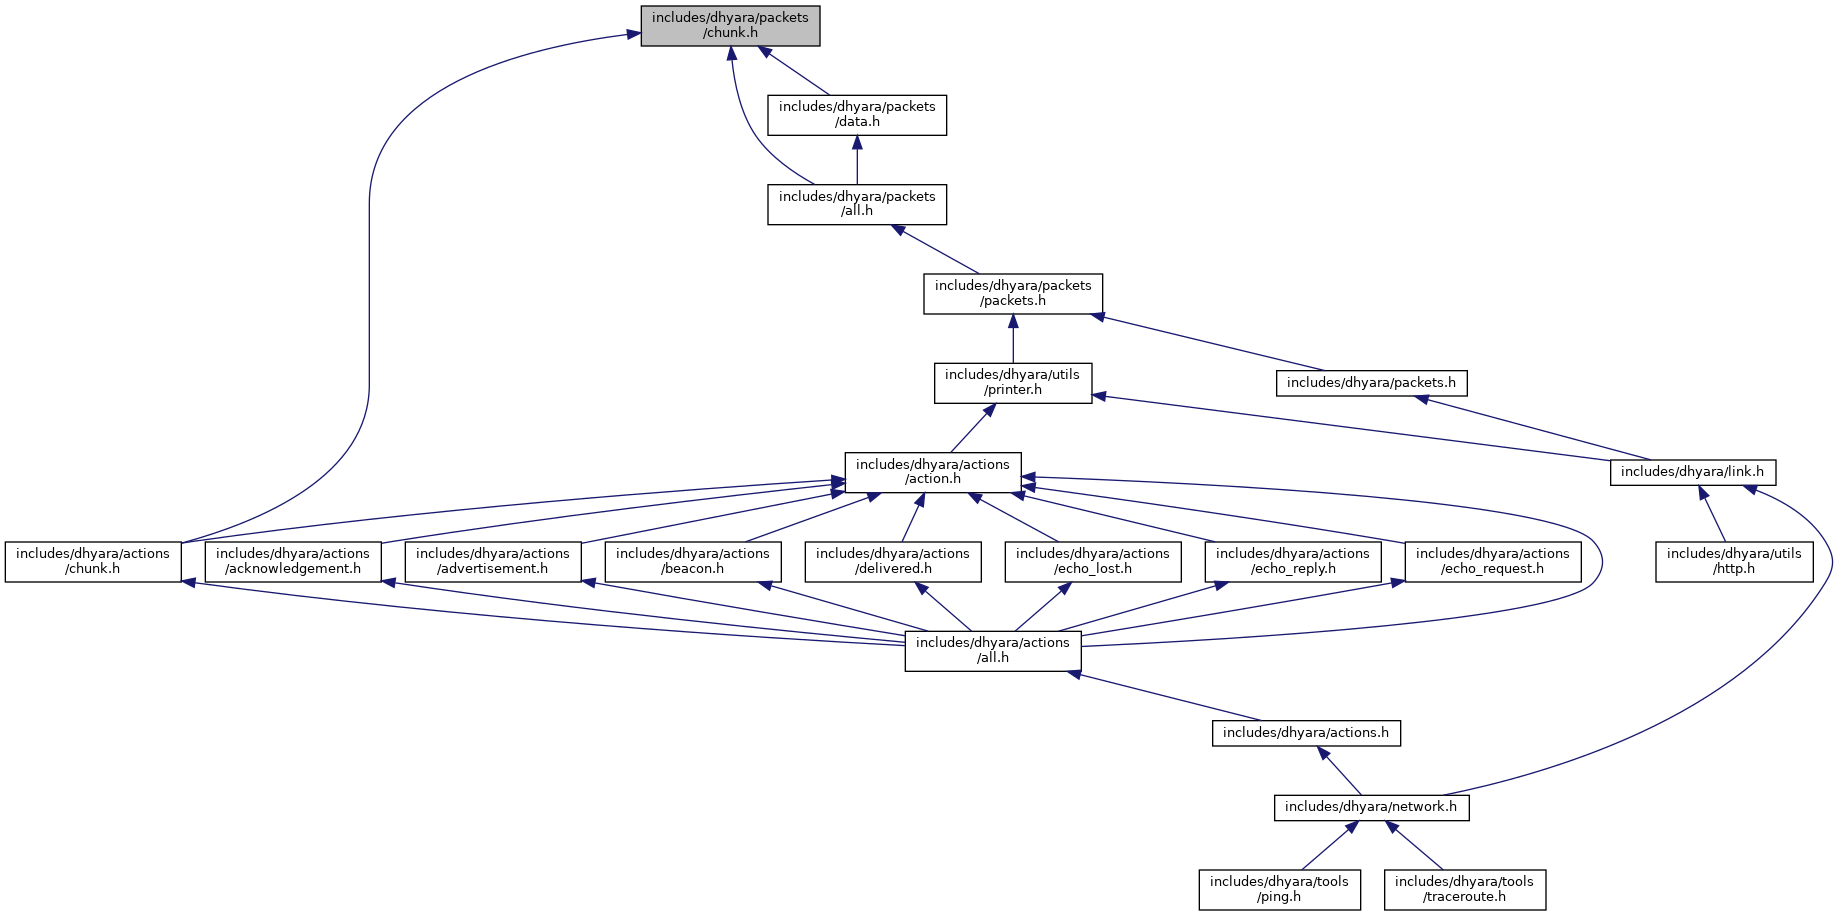 includes/dhyara/packets
/chunk.h
includes/dhyara/packets
/data.h
includes/dhyara/packets
/all.h
includes/dhyara/packets
/packets.h
includes/dhyara/utils
/printer.h
includes/dhyara/packets.h
includes/dhyara/actions
/action.h
includes/dhyara/link.h
includes/dhyara/actions
/chunk.h
includes/dhyara/actions
/acknowledgement.h
includes/dhyara/actions
/advertisement.h
includes/dhyara/actions
/beacon.h
includes/dhyara/actions
/delivered.h
includes/dhyara/actions
/echo_lost.h
includes/dhyara/actions
/echo_reply.h
includes/dhyara/actions
/echo_request.h
includes/dhyara/utils
/http.h
includes/dhyara/actions
/all.h
includes/dhyara/actions.h
includes/dhyara/network.h
includes/dhyara/tools
/ping.h
includes/dhyara/tools
/traceroute.h